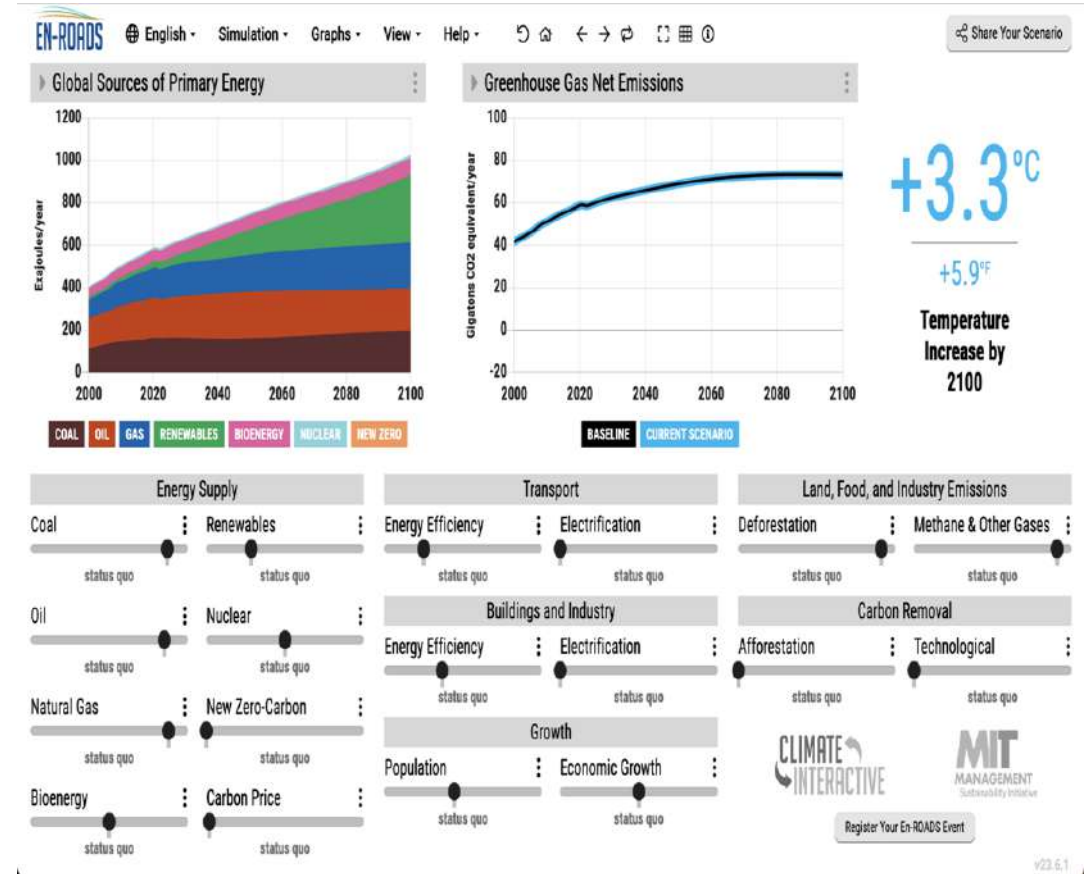 EN-ROADS
English Simulation Graphs View Help
Share Your Scenario
Global Sources of Primary Energy
1200
1000
800
600
400
200
0
Exajoules/year
2000 2020 2040 2060 2080 2100
COAL OIL GAS RENEWABLES BIOENERGY NUCLEAR NEW ZERO
Greenhouse Gas Net Emissions
100
80
60
40
20
0
-20
Gigatons CO2 equivalent/year
2000 2020 2040 2060 2080 2100
BASELINE CURRENT SCENARIO
+3.3°C
+5.9°F
Temperature
Increase by
2100
Energy Supply
Coal Renewables
status quo status quo
Oil Nuclear
status quo status quo
Natural Gas New Zero-Carbon
status quo status quo
Bioenergy Carbon Price
status quo status quo
Transport
Energy Efficiency Electrification
status quo status quo
Buildings and Industry
Energy Efficiency Electrification
status quo status quo
Growth
Population Economic Growth
status quo status quo
Land, Food, and Industry Emissions
Deforestation Methane & Other Gases
status quo status quo
Carbon Removal
Afforestation Technological
status quo status quo
CLIMATE
INTERACTIVE
MIT
MANAGEMENT
Sustainability Initiative
Register Your En-ROADS Event
v23.6.1